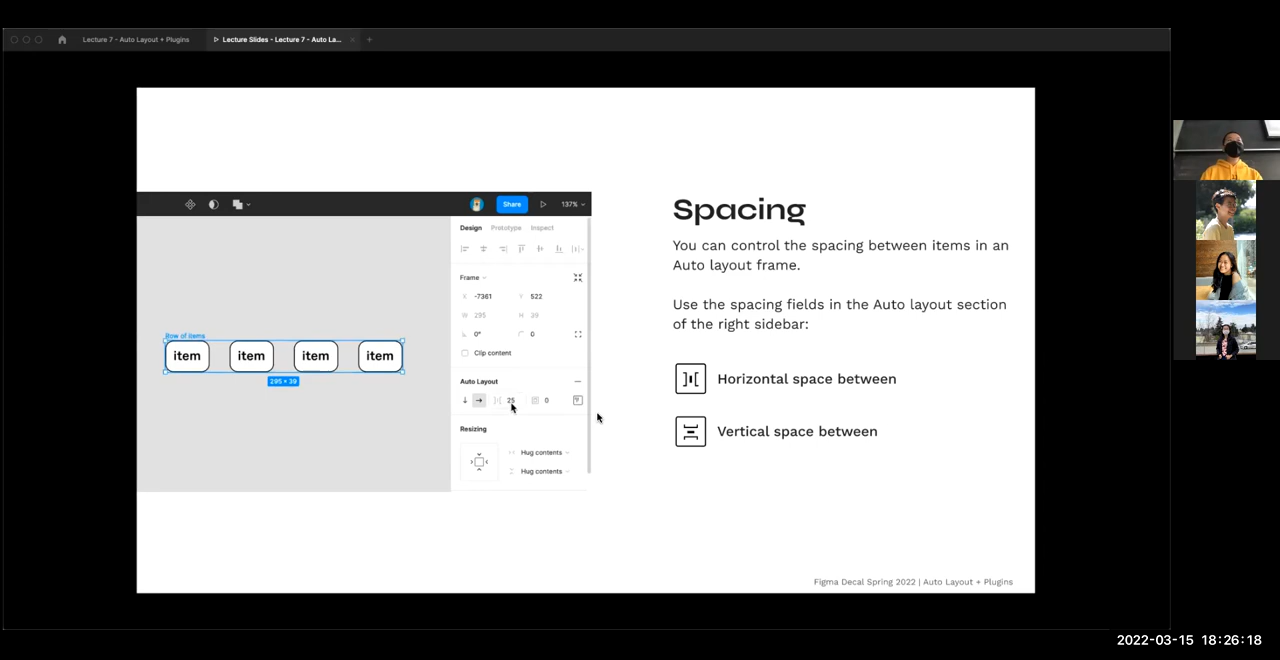 Lecture 7 - Auto Layout + Plugins
Lecture Slides - Lecture 7 - Auto La...
Share
137%
Design Prototype Inspect
Frame
X -7361 Y 522
W 295 H 39
0° 0
Clip content
Auto Layout
25 0
Resizing
Hug contents
Hug contents
Row of items
item item item item
295 × 39
Spacing
You can control the spacing between items in an
Auto layout frame.
Use the spacing fields in the Auto layout section
of the right sidebar:
Horizontal space between
Vertical space between
Figma Decal Spring 2022 | Auto Layout + Plugins
2022-03-15 18:26:18